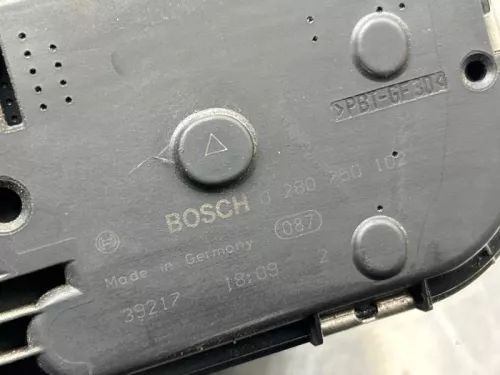 >PBT-GF30<
BOSCH 0 280 750 102
087
Made in Germany
39217 18:09 2